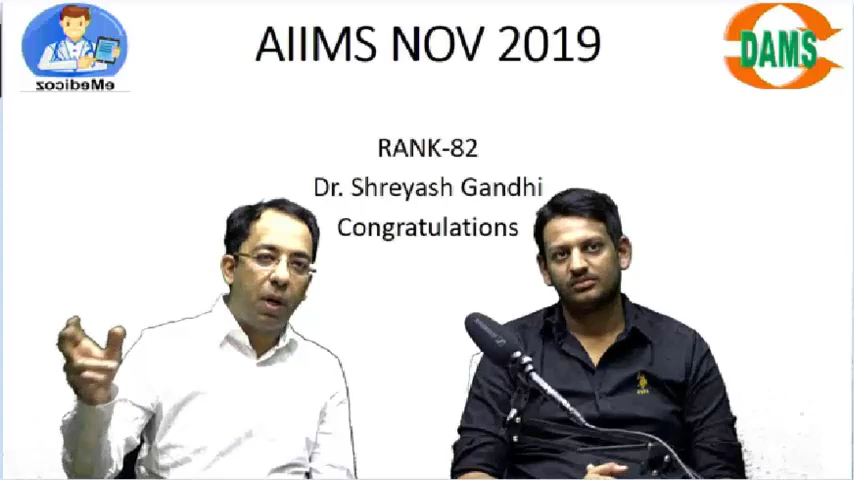 AIIMS NOV 2019
eMedicoz
DAMS
RANK-82
Dr. Shreyash Gandhi
Congratulations